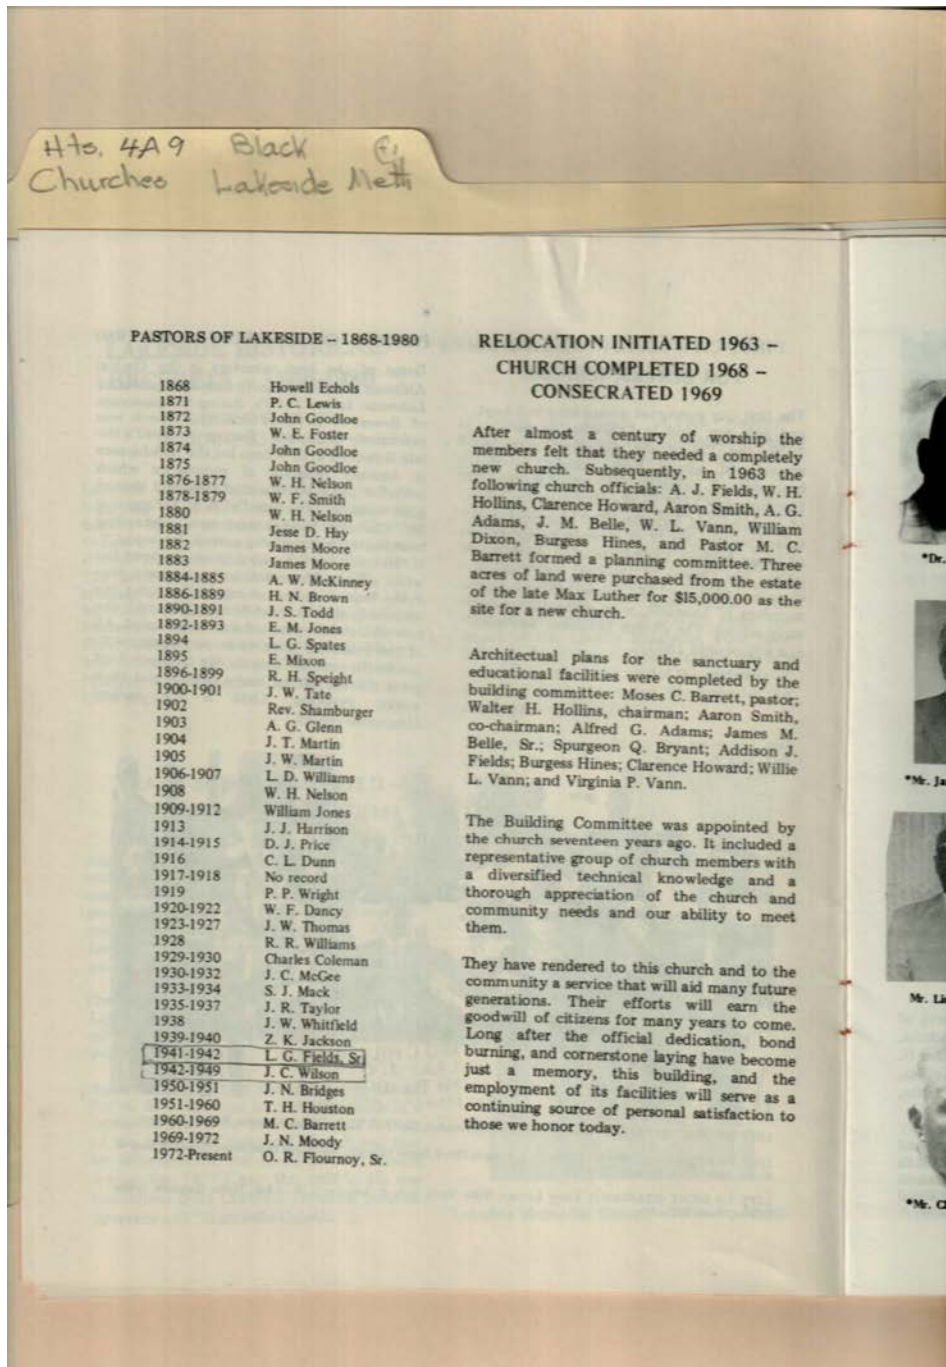 Hts. 4A9 Black
Churches Lakeside Meth
PASTORS OF LAKESIDE – 1868-1980
1868 Howell Echols
1871 P. C. Lewis
1872 John Goodloe
1873 W. E. Foster
1874 John Goodloe
1875 John Goodloe
1876-1877 W. H. Nelson
1878-1879 W. F. Smith
1880 W. H. Nelson
1881 Jesse D. Hay
1882 James Moore
1883 James Moore
1884-1885 A. W. McKinney
1886-1889 H. N. Brown
1890-1891 J. S. Todd
1892-1893 E. M. Jones
1894 L. G. Spates
1895 E. Mixon
1896-1899 R. H. Speight
1900-1901 J. W. Tate
1902 Rev. Shamburger
1903 A. G. Glenn
1904 J. T. Martin
1905 J. W. Martin
1906-1907 L. D. Williams
1908 W. H. Nelson
1909-1912 William Jones
1913 J. J. Harrison
1914-1915 D. J. Price
1916 C. L. Dunn
1917-1918 No record
1919 P. P. Wright
1920-1922 W. F. Dancy
1923-1927 J. W. Thomas
1928 R. R. Williams
1929-1930 Charles Coleman
1930-1932 J. C. McGee
1933-1934 S. J. Mack
1935-1937 J. R. Taylor
1938 J. W. Whitfield
1939-1940 Z. K. Jackson
1941-1942 L. G. Fields, Sr
1942-1949 J. C. Wilson
1950-1951 J. N. Bridges
1951-1960 T. H. Houston
1960-1969 M. C. Barrett
1969-1972 J. N. Moody
1972-Present O. R. Flournoy, Sr.
RELOCATION INITIATED 1963 –
CHURCH COMPLETED 1968 –
CONSECRATED 1969
After almost a century of worship the
members felt that they needed a completely
new church. Subsequently, in 1963 the
following church officials: A. J. Fields, W. H.
Hollins, Clarence Howard, Aaron Smith, A. G.
Adams, J. M. Belle, W. L. Vann, William
Dixon, Burgess Hines, and Pastor M. C.
Barrett formed a planning committee. Three
acres of land were purchased from the estate
of the late Max Luther for $15,000.00 as the
site for a new church.
Architectual plans for the sanctuary and
educational facilities were completed by the
building committee: Moses C. Barrett, pastor;
Walter H. Hollins, chairman; Aaron Smith,
co-chairman; Alfred G. Adams; James M.
Belle, Sr.; Spurgeon Q. Bryant; Addison J.
Fields; Burgess Hines; Clarence Howard; Willie
L. Vann; and Virginia P. Vann.
The Building Committee was appointed by
the church seventeen years ago. It included a
representative group of church members with
a diversified technical knowledge and a
thorough appreciation of the church and
community needs and our ability to meet
them.
They have rendered to this church and to the
community a service that will aid many future
generations. Their efforts will earn the
goodwill of citizens for many years to come.
Long after the official dedication, bond
burning, and cornerstone laying have become
just a memory, this building, and the
employment of its facilities will serve as a
continuing source of personal satisfaction to
those we honor today.
*Dr.
*Mr.
Mr.
*Mr.